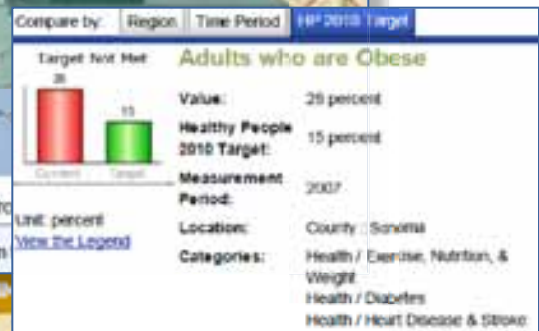 Compare by: Region Time Period HP 2010 Target
Target Not Met
Adults who are Obese
15
Current Target
Unit: percent
View the Legend
Value: percent
Healthy People 2010 Target: 15 percent
Measurement Period: 2007
Location: County : Sonoma
Categories: Health / Exercise, Nutrition, & Weight
Health / Diabetes
Health / Heart Disease & Stroke